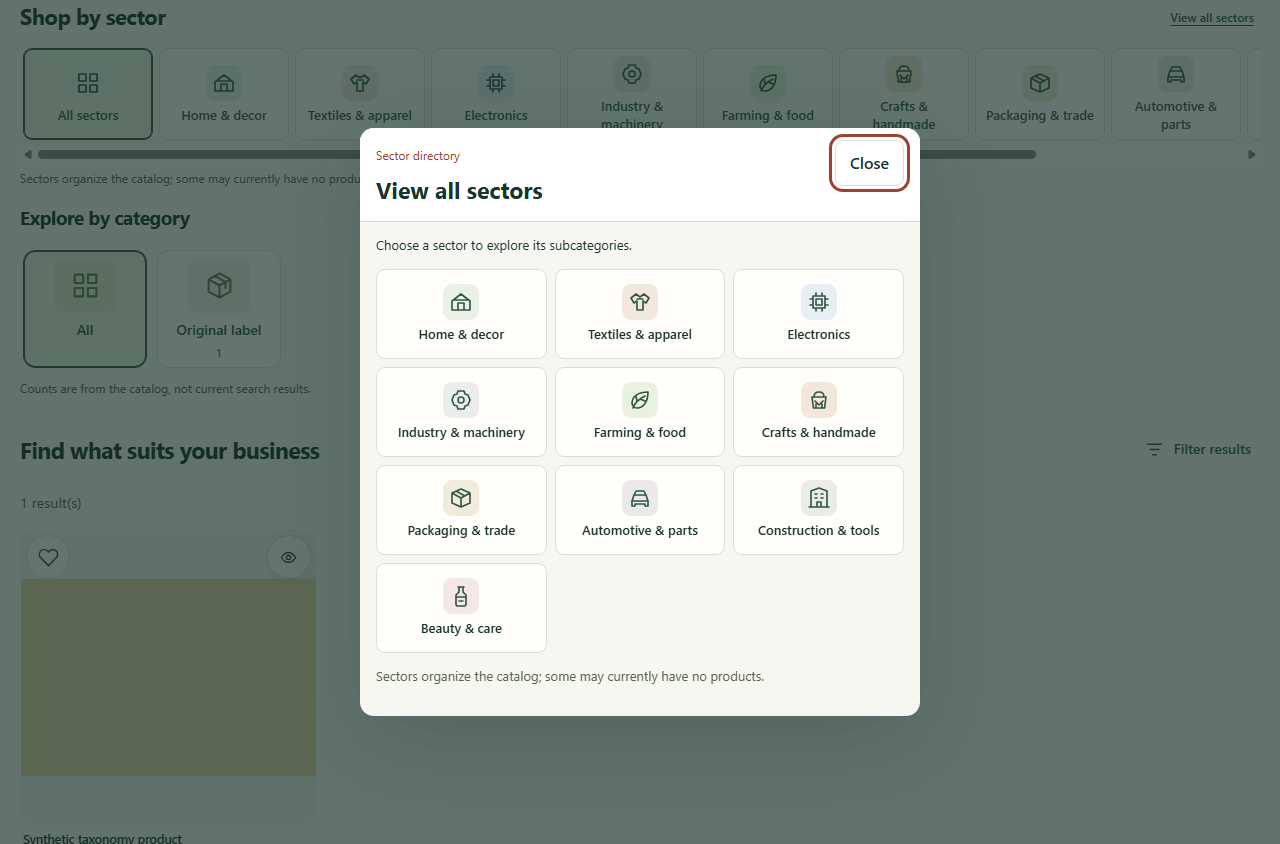 Shop by sector
View all sectors
All sectors
Home & decor
Textiles & apparel
Electronics
Industry &
machinery
Farming & food
Crafts &
handmade
Packaging & trade
Automotive &
parts
Sectors organize the catalog; some may currently have no
Explore by category
All
Original label
1
Counts are from the catalog, not current search results.
Find what suits your business
Filter results
1 result(s)
Synthetic taxonomy product
Sector directory
View all sectors
Close
Choose a sector to explore its subcategories.
Home & decor
Textiles & apparel
Electronics
Industry & machinery
Farming & food
Crafts & handmade
Packaging & trade
Automotive & parts
Construction & tools
Beauty & care
Sectors organize the catalog; some may currently have no products.